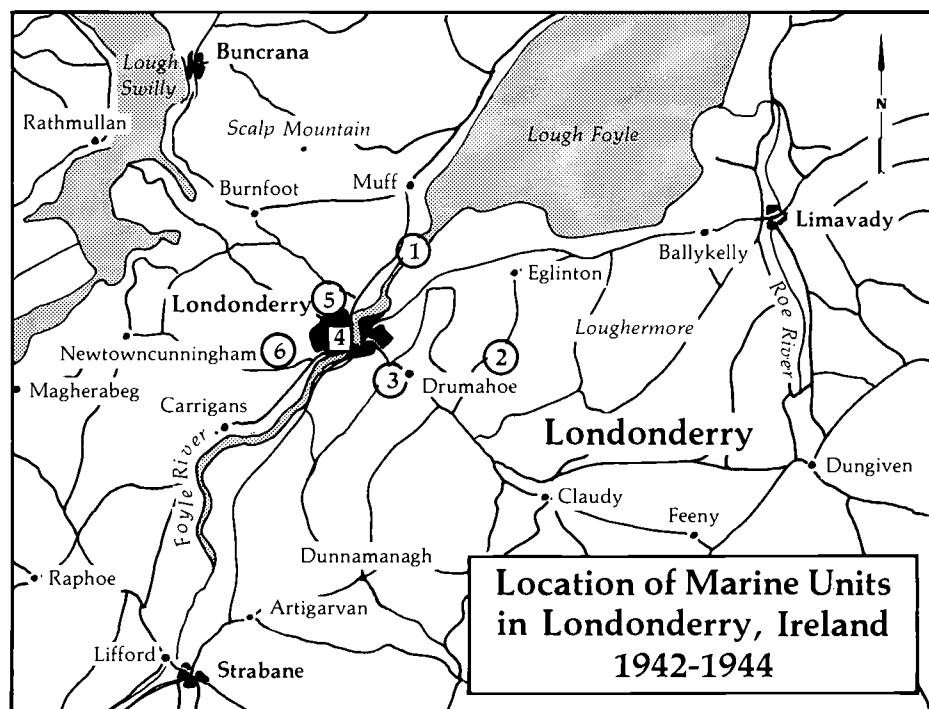 Buncrana
Lough
Swilly
Rathmullan
Scalp Mountain
Lough Foyle
N
Burnfoot
Muff
Limavady
Ballykelly
1
Eglinton
Londonderry
5
Roe River
4
Loughermore
Newtowncunningham
6
2
Magherabeg
3
Drumahoe
Carrigans
Londonderry
Foyle River
Dungiven
Claudy
Feeny
Dunnamanagh
Raphoe
Artigarvan
Lifford
Strabane
Location of Marine Units
in Londonderry, Ireland
1942-1944